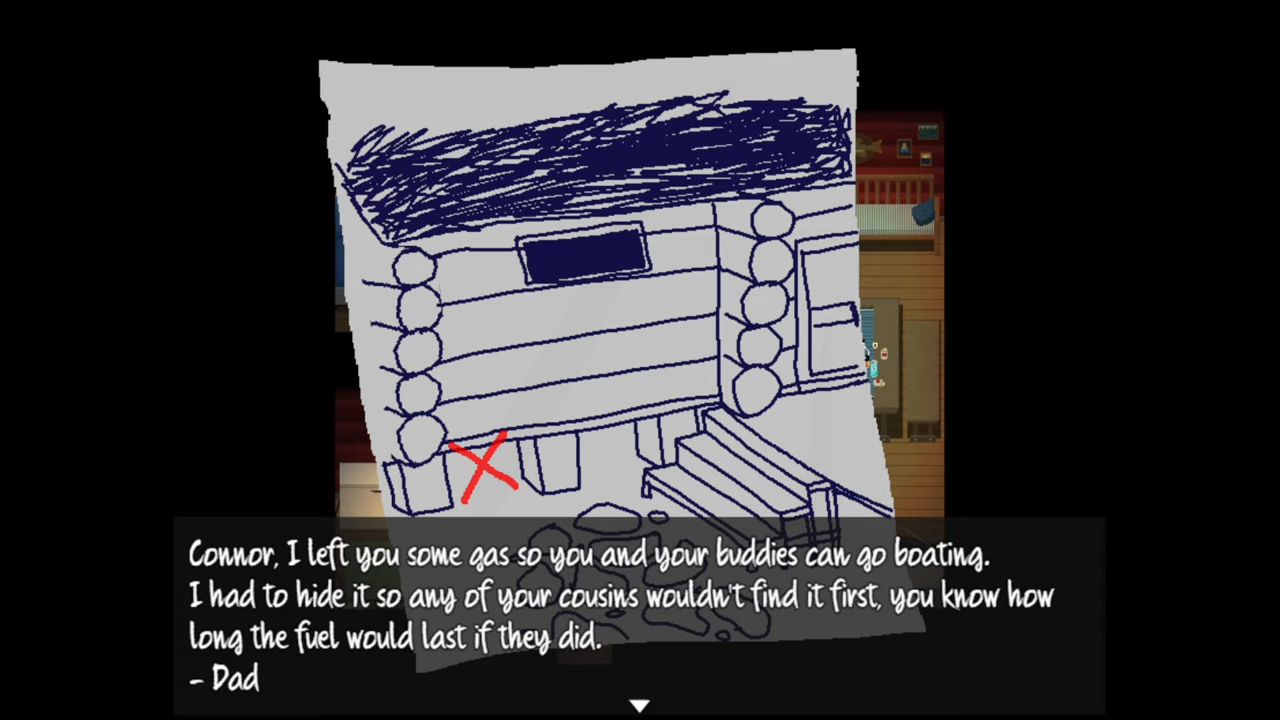 Connor, I left you some gas so you and your buddies can go boating.
I had to hide it so any of your cousins wouldn't find it first, you know how
long the fuel would last if they did.
- Dad